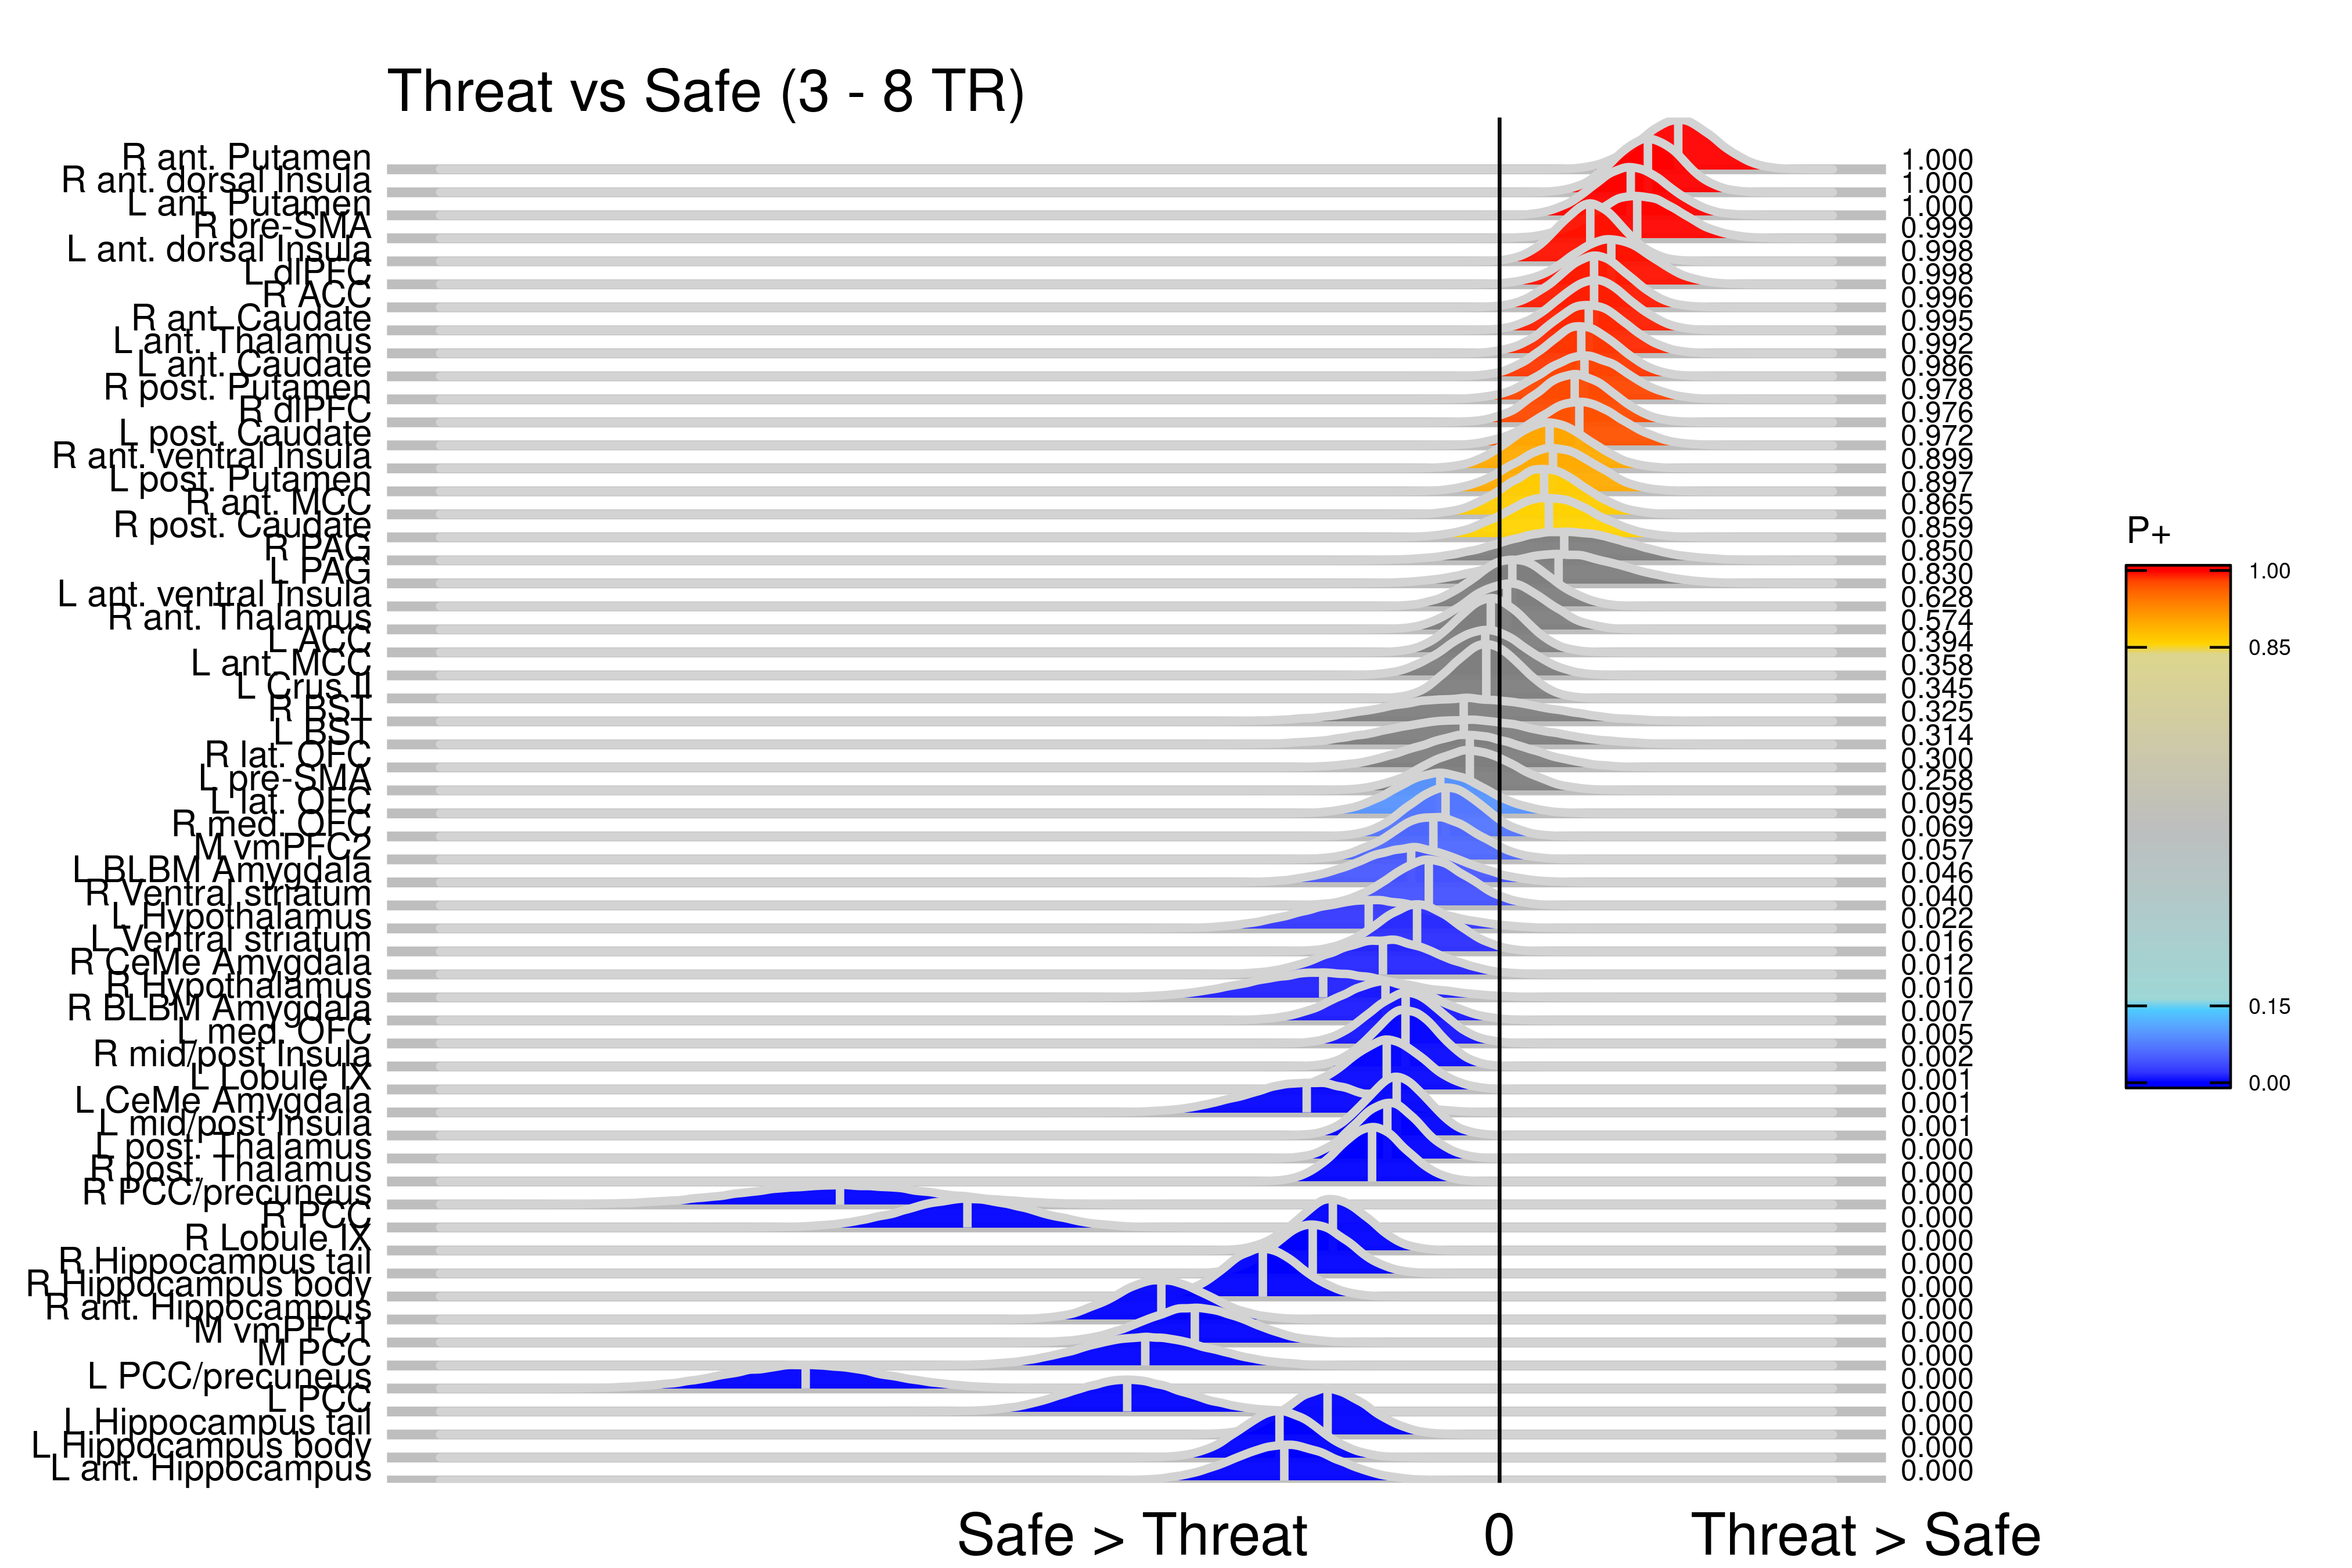 Threat vs Safe (3 - 8 TR)
R ant. Putamen 1.000
R ant. dorsal Insula 1.000
L ant. Putamen 1.000
R pre-SMA 0.999
L ant. dorsal Insula 0.998
L dlPFC 0.998
R ACC 0.996
R ant. Caudate 0.995
L ant. Thalamus 0.992
L ant. Caudate 0.986
R post. Putamen 0.978
R dlPFC 0.976
L post. Caudate 0.972
R ant. ventral Insula 0.899
L post. Putamen 0.897
R ant. MCC 0.865
R post. Caudate 0.859
R PAG 0.850
L PAG 0.830
L ant. ventral Insula 0.628
R ant. Thalamus 0.574
L ACC 0.394
L ant. MCC 0.358
L Crus II 0.345
R BST 0.325
L BST 0.314
R lat. OFC 0.300
L pre-SMA 0.258
L lat. OFC 0.095
R med. OFC 0.069
M vmPFC2 0.057
L BLBM Amygdala 0.046
R Ventral striatum 0.040
L Hypothalamus 0.022
L Ventral striatum 0.016
R CeMe Amygdala 0.012
R Hypothalamus 0.010
R BLBM Amygdala 0.007
L med. OFC 0.005
R mid/post Insula 0.002
L Lobule IX 0.001
L CeMe Amygdala 0.001
L mid/post Insula 0.001
L post. Thalamus 0.000
R post. Thalamus 0.000
R PCC/precuneus 0.000
R PCC 0.000
R Lobule IX 0.000
R Hippocampus tail 0.000
R Hippocampus body 0.000
R ant. Hippocampus 0.000
M vmPFC1 0.000
M PCC 0.000
L PCC/precuneus 0.000
L PCC 0.000
L Hippocampus tail 0.000
L Hippocampus body 0.000
L ant. Hippocampus 0.000
Safe > Threat 0 Threat > Safe
P+
1.00
0.85
0.15
0.00